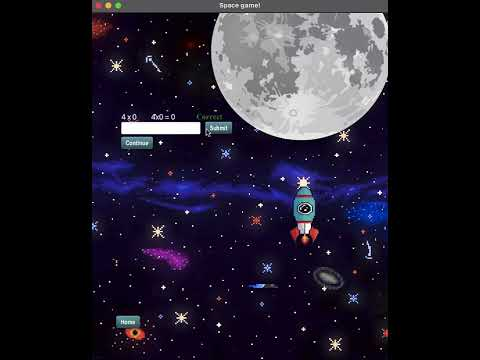 Space game!
4 x 0 4x0 = 0 Correct
Submit
Continue
Home